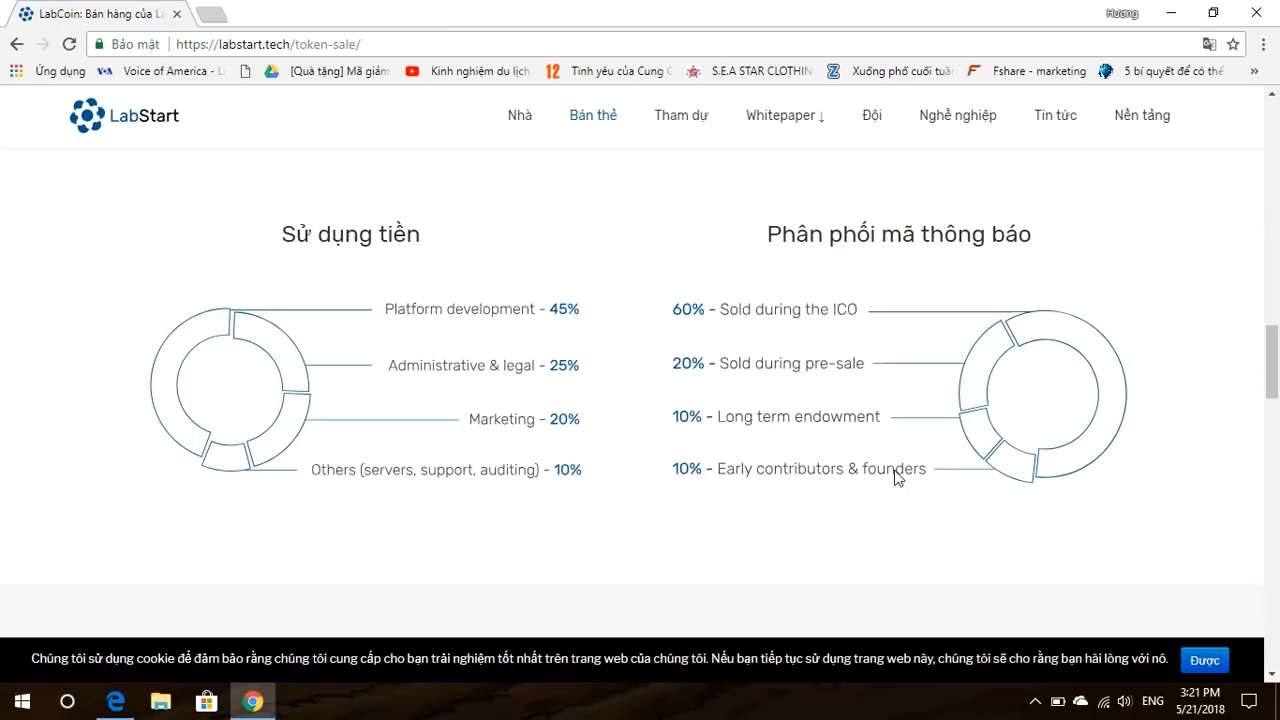 LabCoin: Bán hàng của La
Hương
Bảo mật
https://labstart.tech/token-sale/
Ứng dụng
VOA
Voice of America - L
[Quà tặng] Mã giảm
Kinh nghiệm du lịch
12
Tình yêu của Cung
S.E.A STAR CLOTHIN
Z
Xuống phố cuối tuần
F
Fshare - marketing
5 bí quyết để có thể
»
LabStart
Nhà
Bán thẻ
Tham dự
Whitepaper ↓
Đội
Nghề nghiệp
Tin tức
Nền tảng
Sử dụng tiền
Platform development - 45%
Administrative & legal - 25%
Marketing - 20%
Others (servers, support, auditing) - 10%
Phân phối mã thông báo
60% - Sold during the ICO
20% - Sold during pre-sale
10% - Long term endowment
10% - Early contributors & founders
Chúng tôi sử dụng cookie để đảm bảo rằng chúng tôi cung cấp cho bạn trải nghiệm tốt nhất trên trang web của chúng tôi. Nếu bạn tiếp tục sử dụng trang web này, chúng tôi sẽ cho rằng bạn hài lòng với nó.
Được
ENG
3:21 PM
5/21/2018